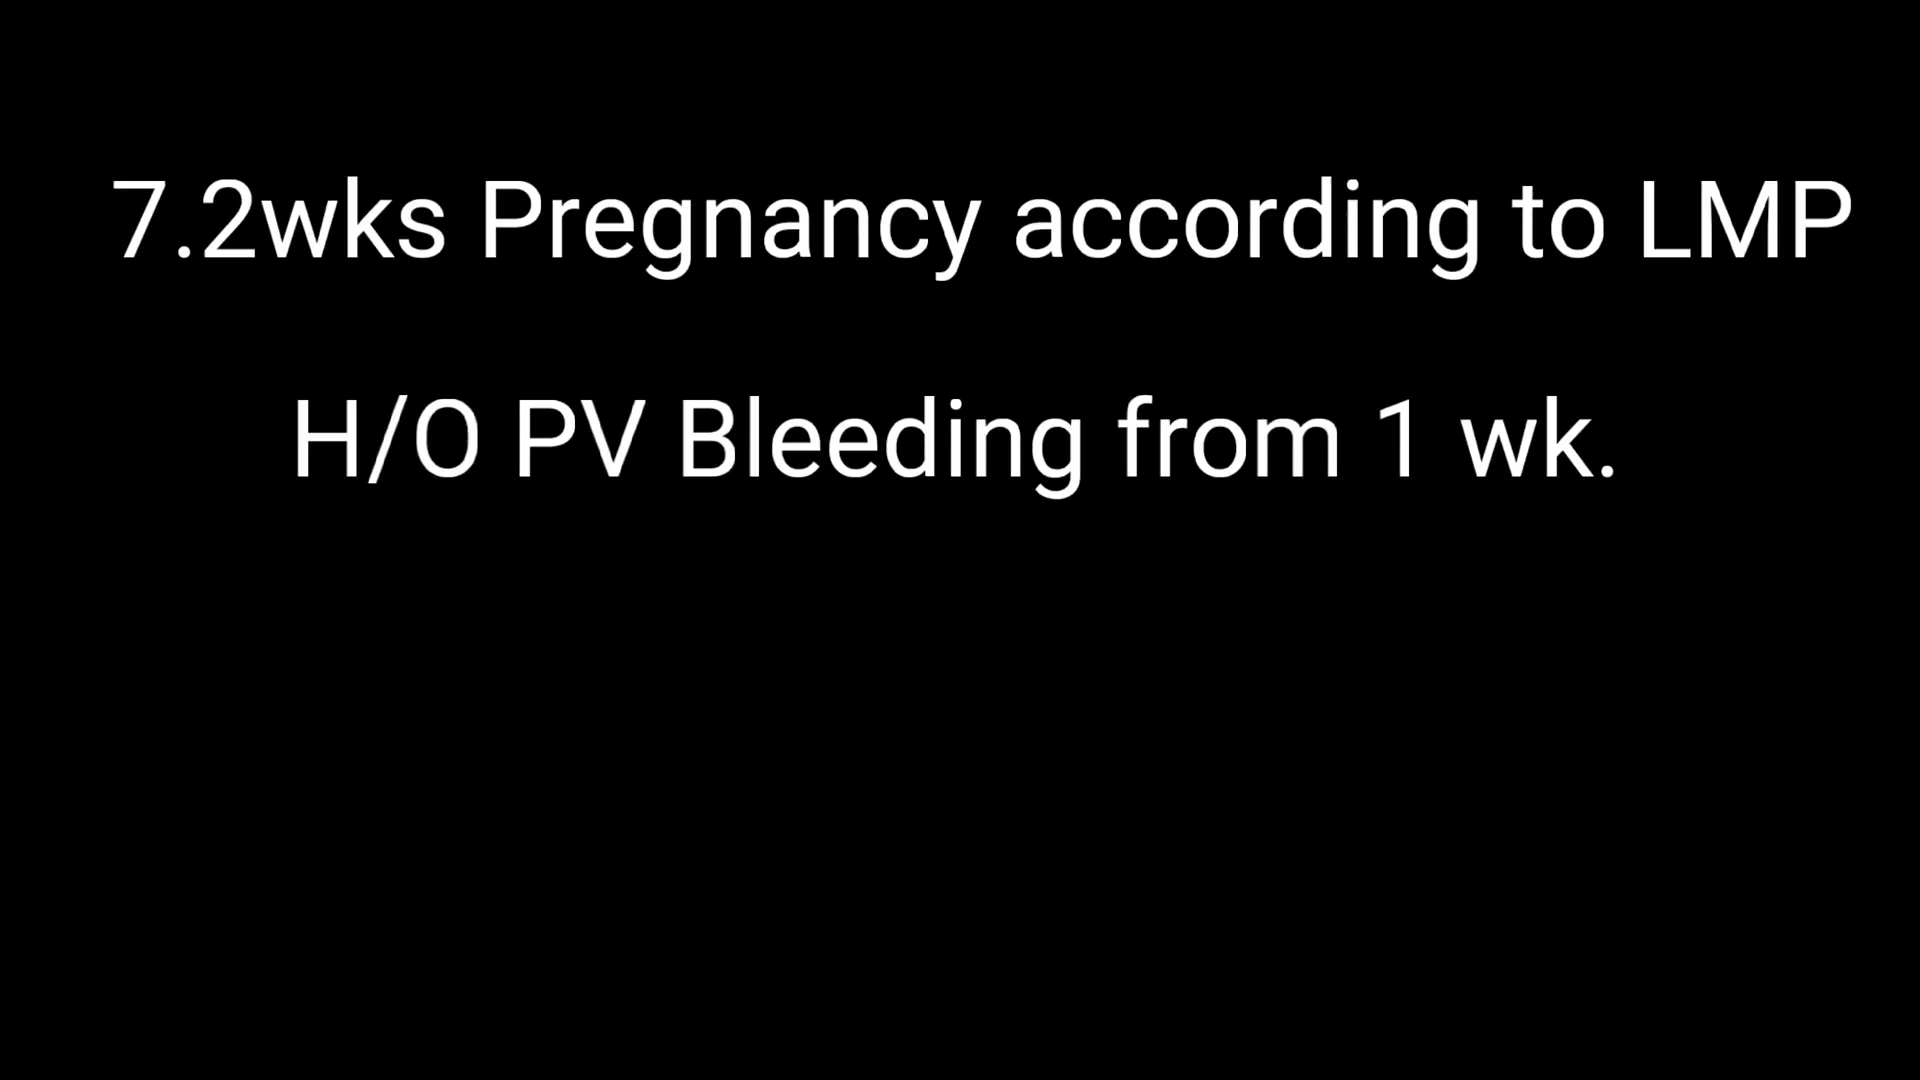 7.2wks Pregnancy according to LMP
H/O PV Bleeding from 1 wk.